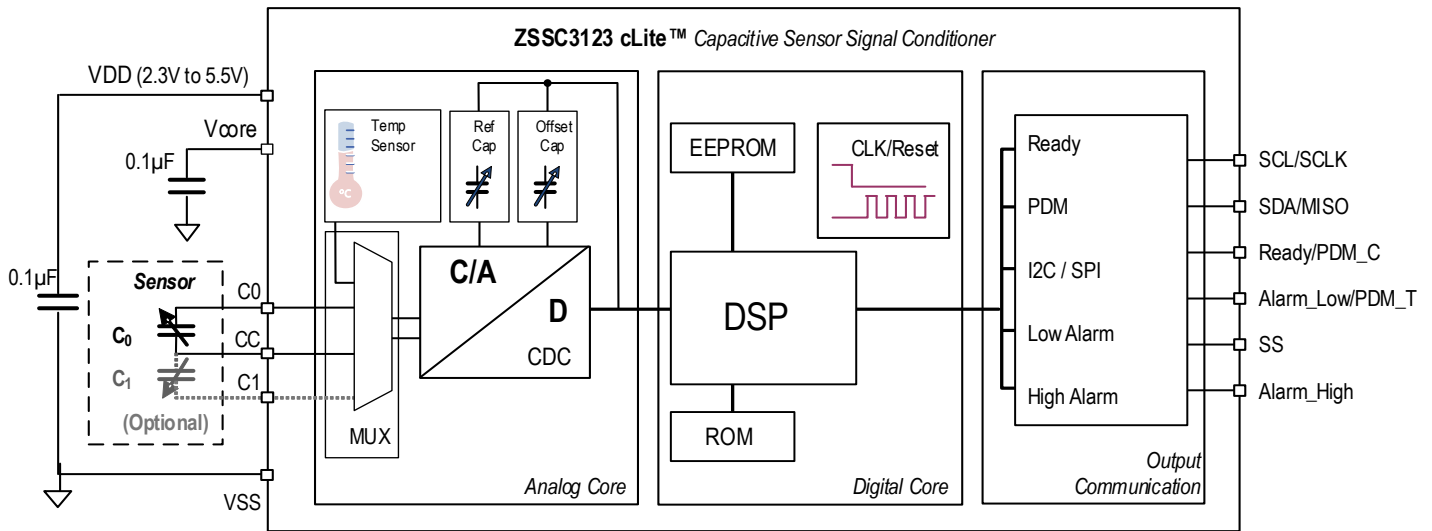 ZSSC3123 cLite™ Capacitive Sensor Signal Conditioner
VDD (2.3V to 5.5V)
Vcore
0.1µF
0.1µF
Sensor
C0
C0
CC
C1
C1
(Optional)
VSS
Temp
Sensor
°C
Ref
Cap
Offset
Cap
C/A
D
CDC
MUX
Analog Core
EEPROM
CLK/Reset
DSP
ROM
Digital Core
Ready
PDM
I2C / SPI
Low Alarm
High Alarm
Output
Communication
SCL/SCLK
SDA/MISO
Ready/PDM_C
Alarm_Low/PDM_T
SS
Alarm_High